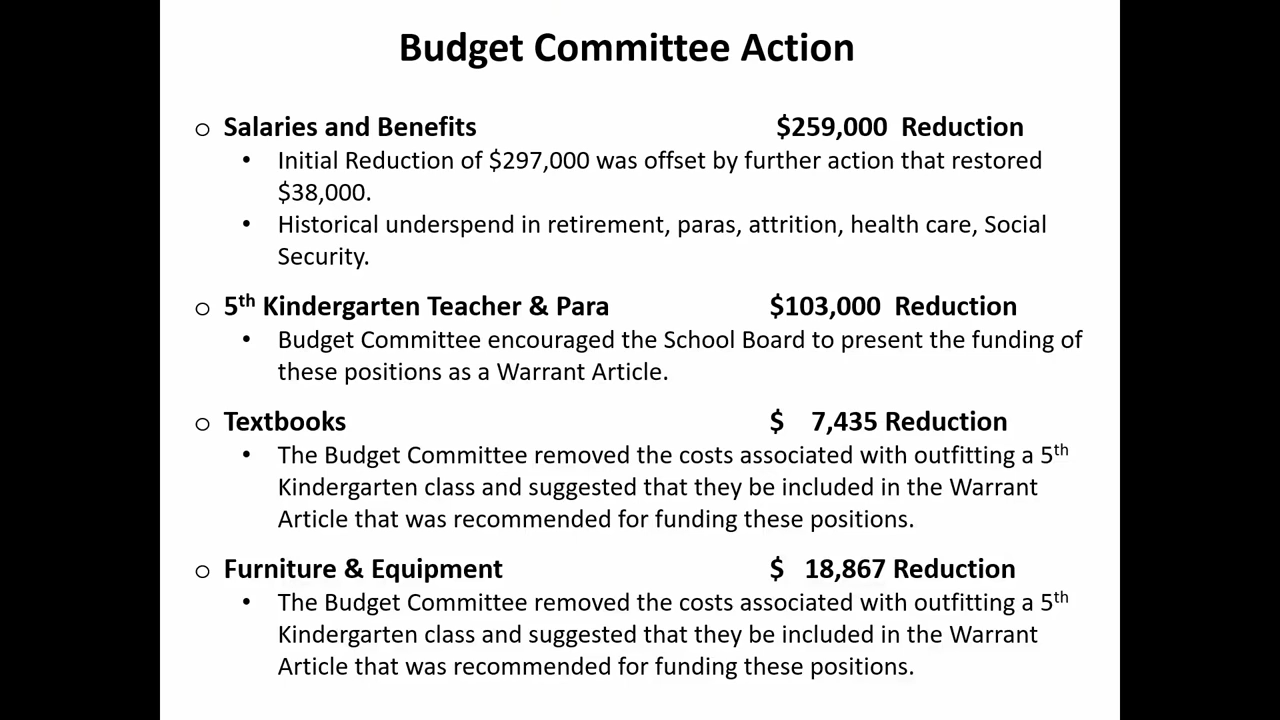 Budget Committee Action
o Salaries and Benefits $259,000 Reduction
• Initial Reduction of $297,000 was offset by further action that restored
$38,000.
• Historical underspend in retirement, paras, attrition, health care, Social
Security.
o 5th Kindergarten Teacher & Para $103,000 Reduction
• Budget Committee encouraged the School Board to present the funding of
these positions as a Warrant Article.
o Textbooks $ 7,435 Reduction
• The Budget Committee removed the costs associated with outfitting a 5th
Kindergarten class and suggested that they be included in the Warrant
Article that was recommended for funding these positions.
o Furniture & Equipment $ 18,867 Reduction
• The Budget Committee removed the costs associated with outfitting a 5th
Kindergarten class and suggested that they be included in the Warrant
Article that was recommended for funding these positions.